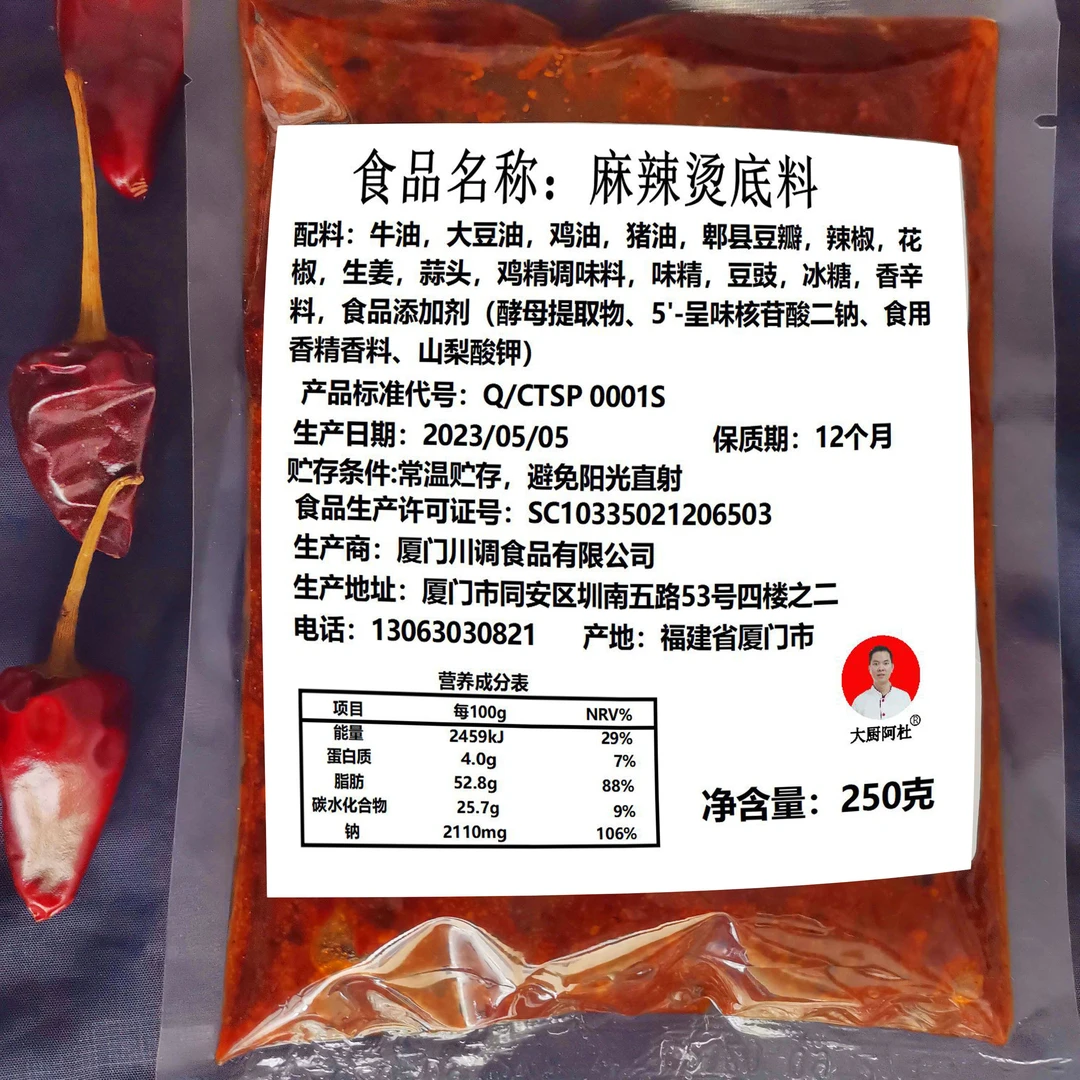 食品名称：麻辣烫底料
配料：牛油，大豆油，鸡油，猪油，郫县豆瓣，辣椒，花
椒，生姜，蒜头，鸡精调味料，味精，豆豉，冰糖，香辛
料，食品添加剂（酵母提取物、5'-呈味核苷酸二钠、食用
香精香料、山梨酸钾）
产品标准代号：Q/CTSP 0001S
生产日期：2023/05/05 保质期：12个月
贮存条件:常温贮存，避免阳光直射
食品生产许可证号：SC10335021206503
生产商：厦门川调食品有限公司
生产地址：厦门市同安区圳南五路53号四楼之二
电话：13063030821 产地：福建省厦门市
大厨阿杜®
营养成分表
项目 每100g NRV%
能量 2459kJ 29%
蛋白质 4.0g 7%
脂肪 52.8g 88%
碳水化合物 25.7g 9%
钠 2110mg 106%
净含量：250克